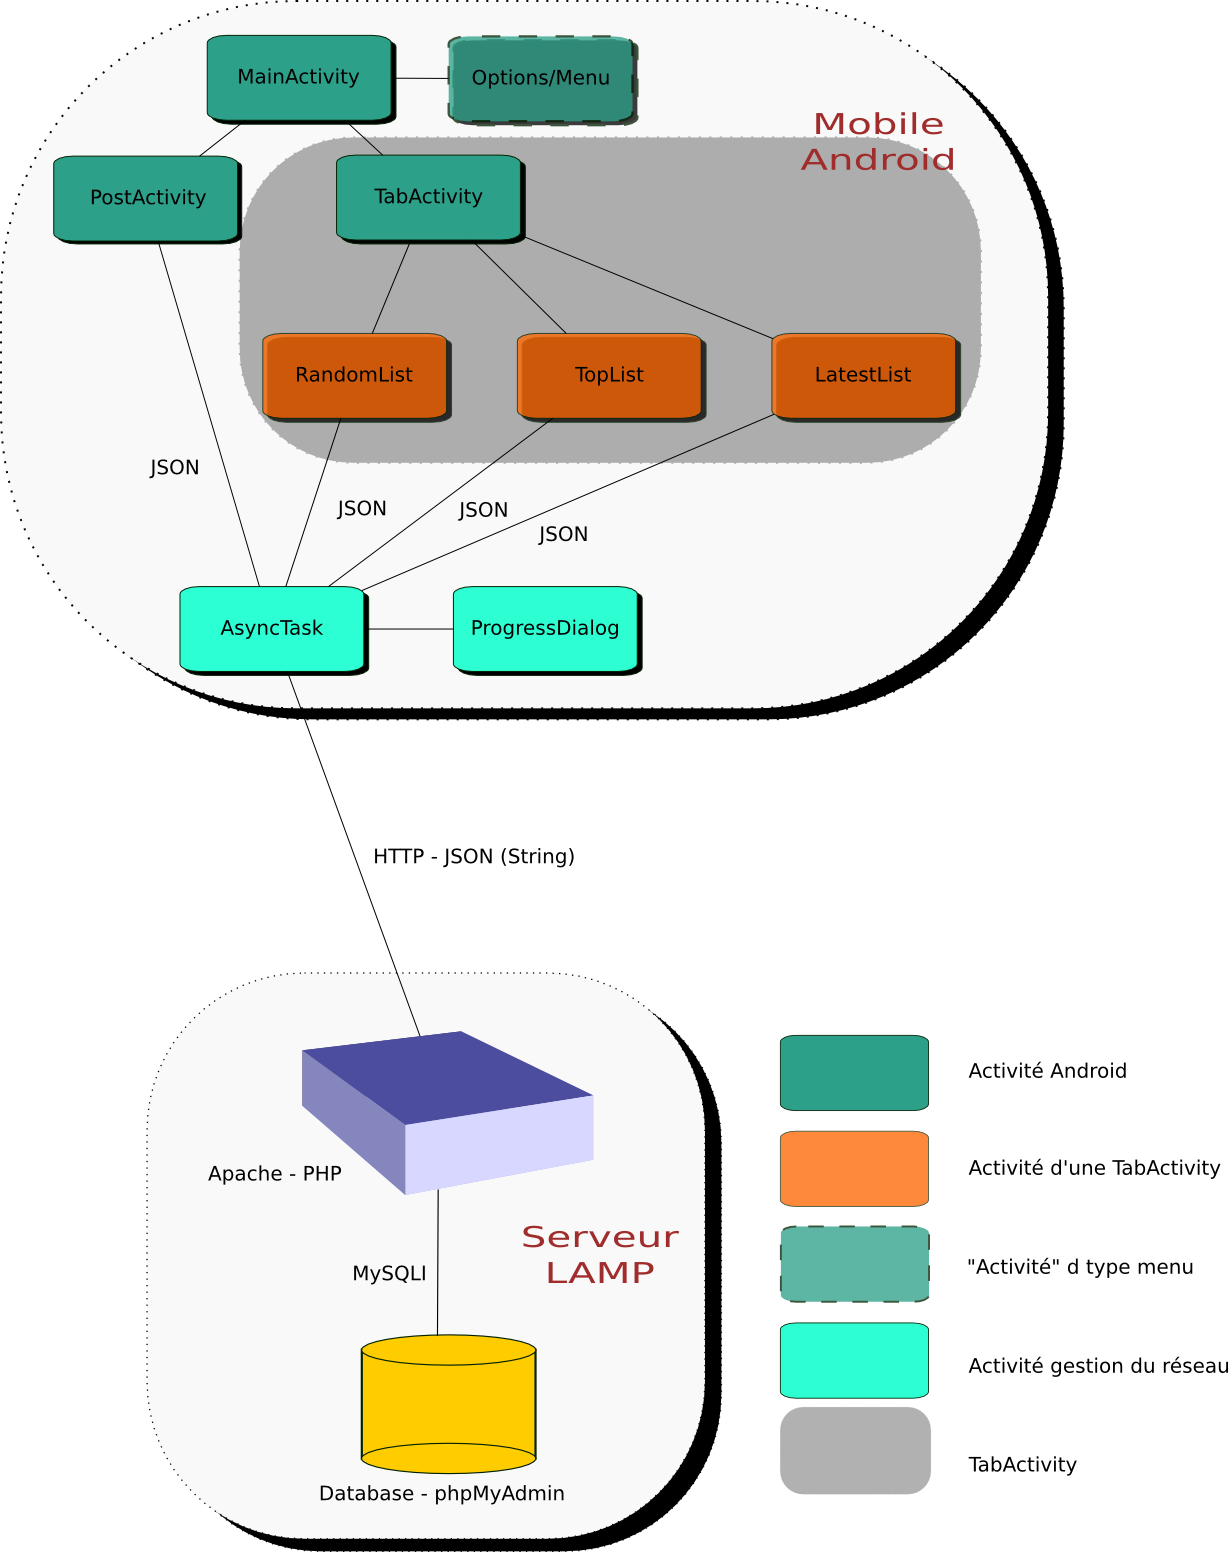 MainActivity
Options/Menu
Mobile
Android
PostActivity
TabActivity
RandomList
TopList
LatestList
JSON
JSON
JSON
JSON
AsyncTask
ProgressDialog
HTTP - JSON (String)
Apache - PHP
Serveur
LAMP
MySQLI
Database - phpMyAdmin
Activité Android
Activité d'une TabActivity
"Activité" d type menu
Activité gestion du réseau
TabActivity